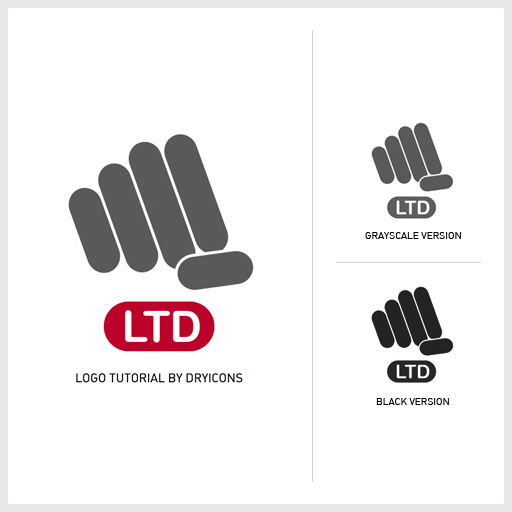 LTD
LOGO TUTORIAL BY DRYICONS
LTD
GRAYSCALE VERSION
LTD
BLACK VERSION